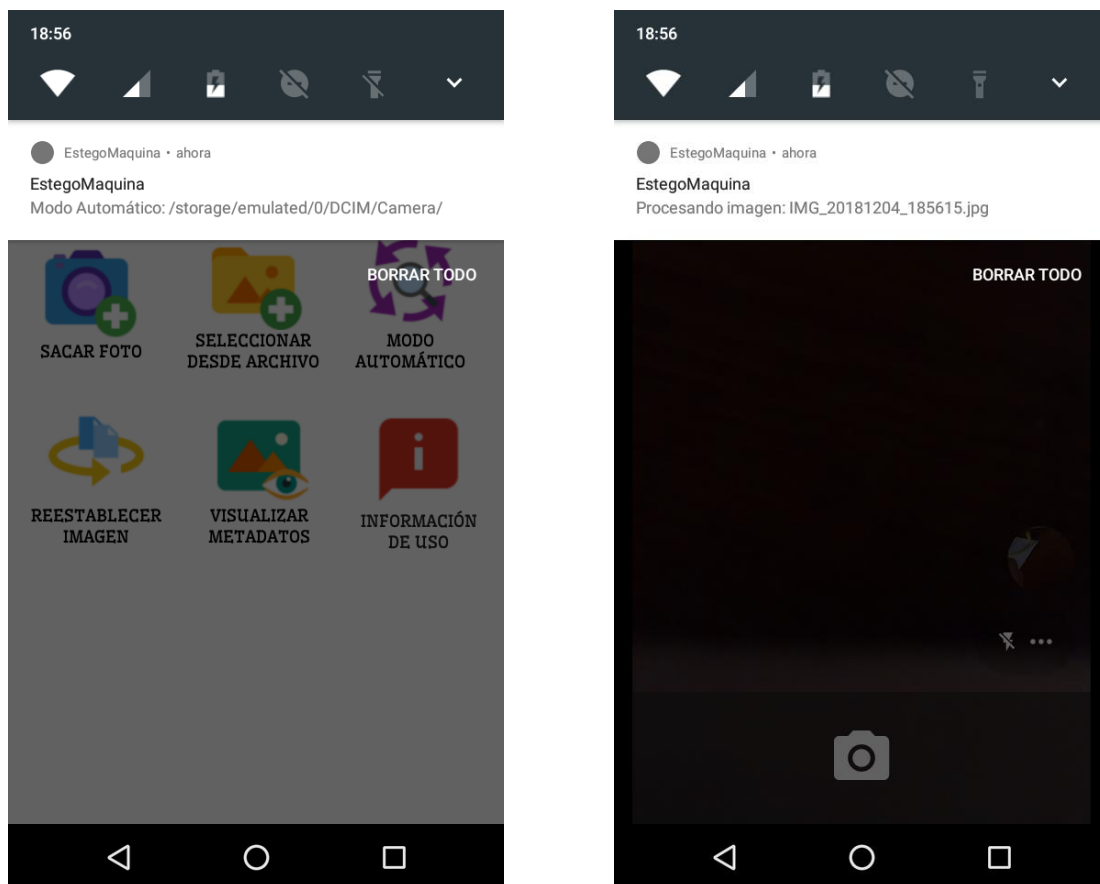 18:56
EstegoMaquina • ahora
EstegoMaquina
Modo Automático: /storage/emulated/0/DCIM/Camera/
BORRAR TODO
SACAR FOTO
SELECCIONAR
DESDE ARCHIVO
MODO
AUTOMÁTICO
REESTABLECER
IMAGEN
VISUALIZAR
METADATOS
INFORMACIÓN
DE USO
18:56
EstegoMaquina • ahora
EstegoMaquina
Procesando imagen: IMG_20181204_185615.jpg
BORRAR TODO